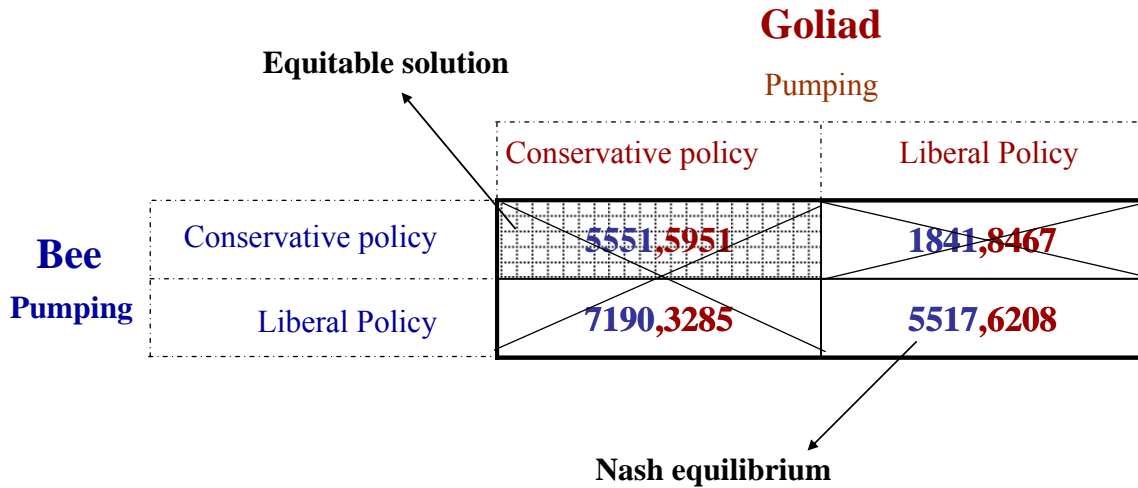 Goliad
Equitable solution
Pumping
Conservative policy Liberal Policy
Bee
Pumping
Conservative policy 5551,5951 1841,8467
Liberal Policy 7190,3285 5517,6208
Nash equilibrium